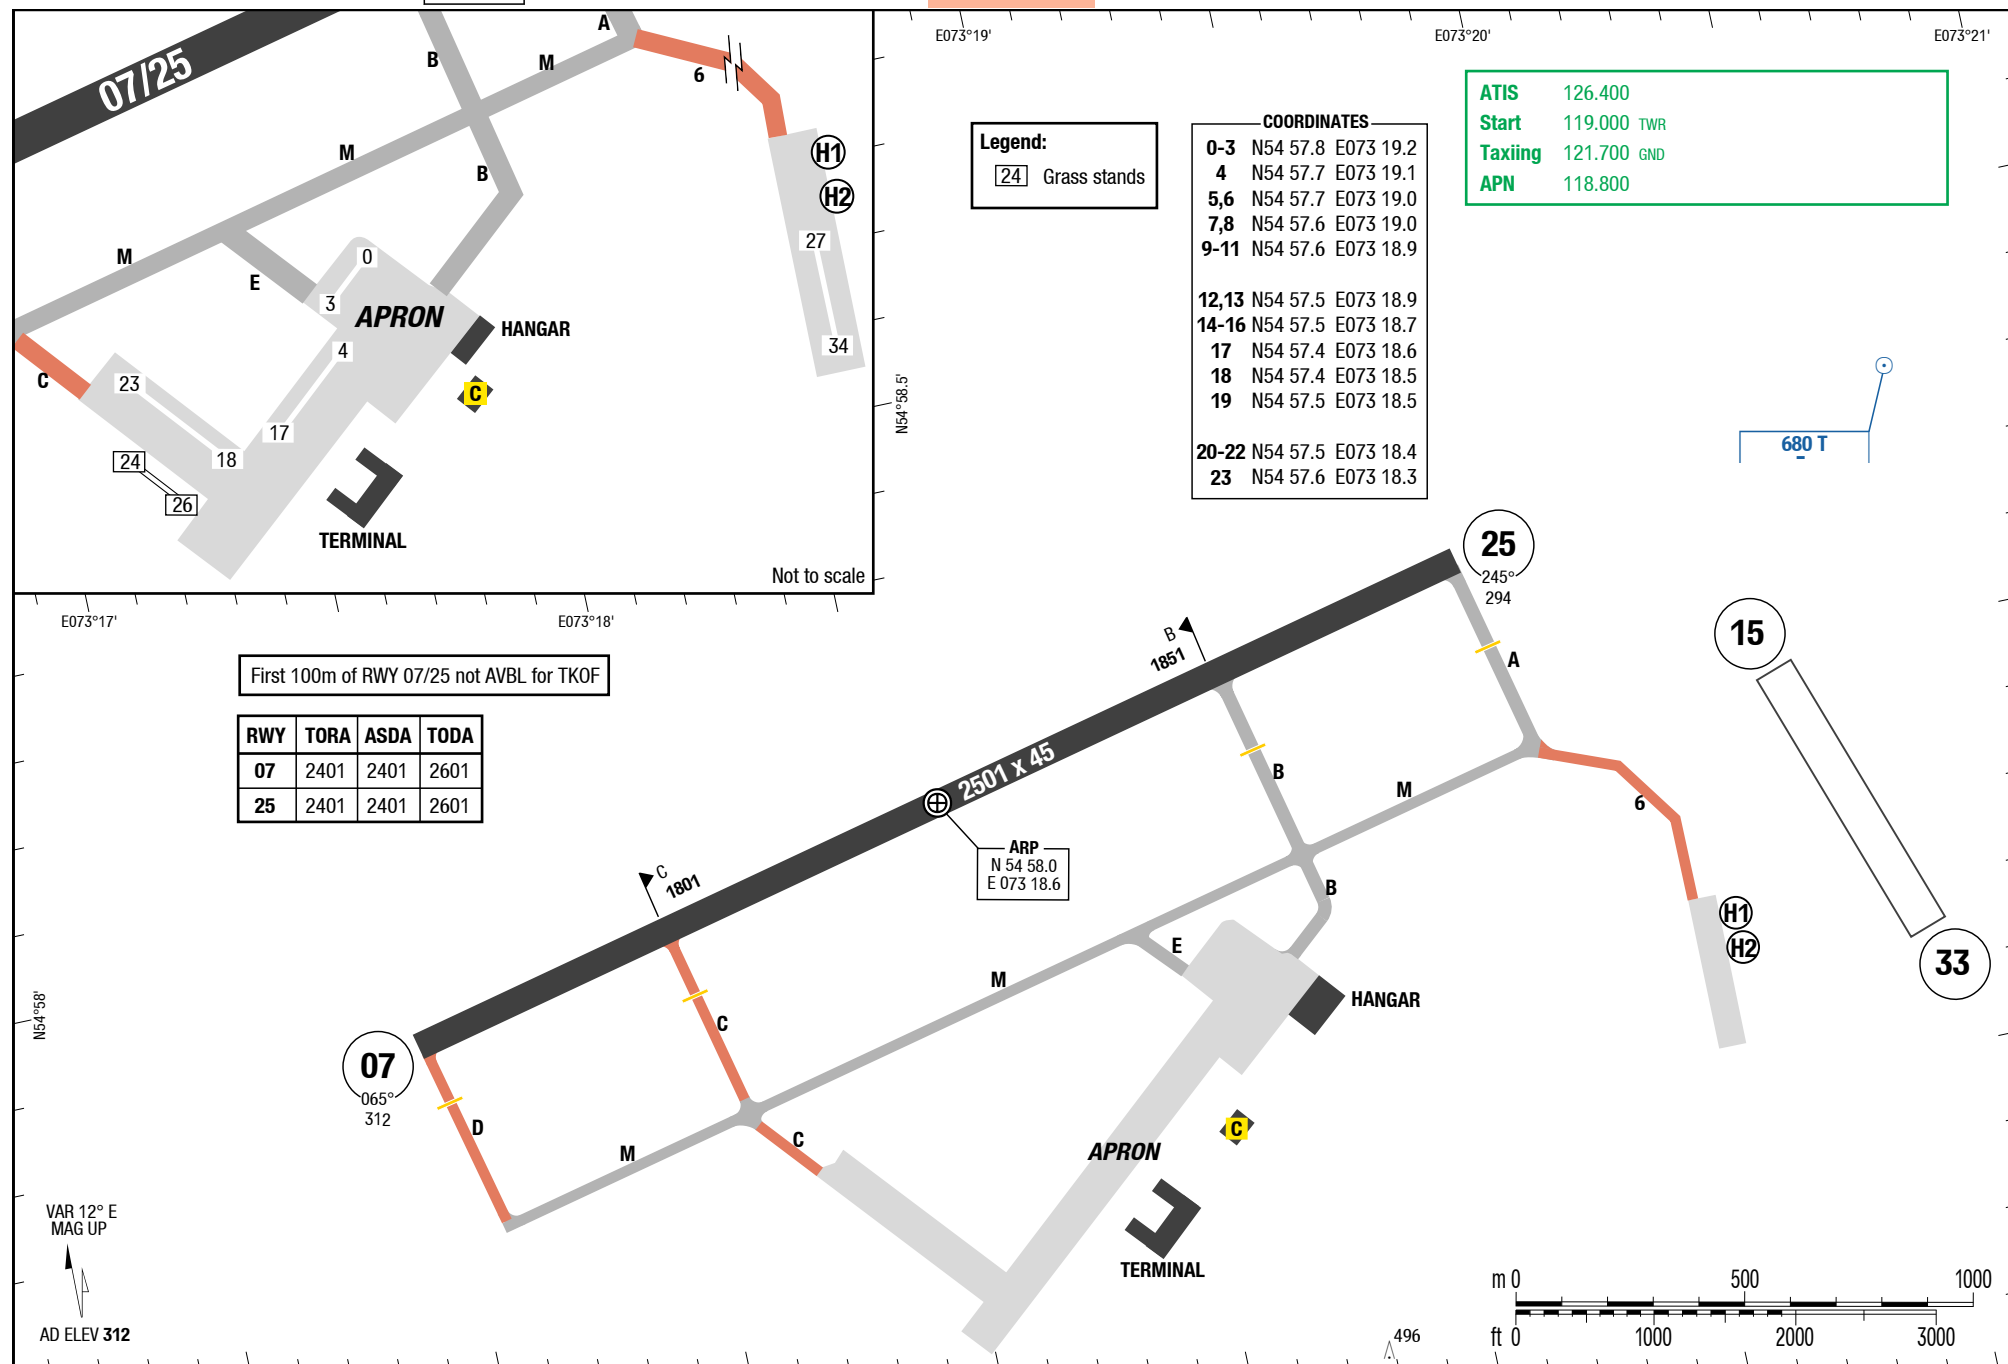 07/25
A
B
M
6
M
B
M
E
0
3
APRON
HANGAR
4
C
C
23
17
18
24
26
TERMINAL
H1
H2
27
34
Not to scale
E073°19'
E073°20'
E073°21'
Legend:
24 Grass stands
COORDINATES
0-3 N54 57.8 E073 19.2
4 N54 57.7 E073 19.1
5,6 N54 57.7 E073 19.0
7,8 N54 57.6 E073 19.0
9-11 N54 57.6 E073 18.9
12,13 N54 57.5 E073 18.9
14-16 N54 57.5 E073 18.7
17 N54 57.4 E073 18.6
18 N54 57.4 E073 18.5
19 N54 57.5 E073 18.5
20-22 N54 57.5 E073 18.4
23 N54 57.6 E073 18.3
ATIS 126.400
Start 119.000 TWR
Taxiing 121.700 GND
APN 118.800
N54°58.5'
680 T
E073°17'
E073°18'
First 100m of RWY 07/25 not AVBL for TKOF
RWY TORA ASDA TODA
07 2401 2401 2601
25 2401 2401 2601
25
245°
294
15
33
B
1851
A
2501 x 45
B
M
6
ARP
N 54 58.0
E 073 18.6
C
1801
B
E
M
H1
H2
HANGAR
N54°58'
C
07
065°
312
D
M
C
APRON
C
TERMINAL
VAR 12° E
MAG UP
AD ELEV 312
496
m 0 500 1000
ft 0 1000 2000 3000